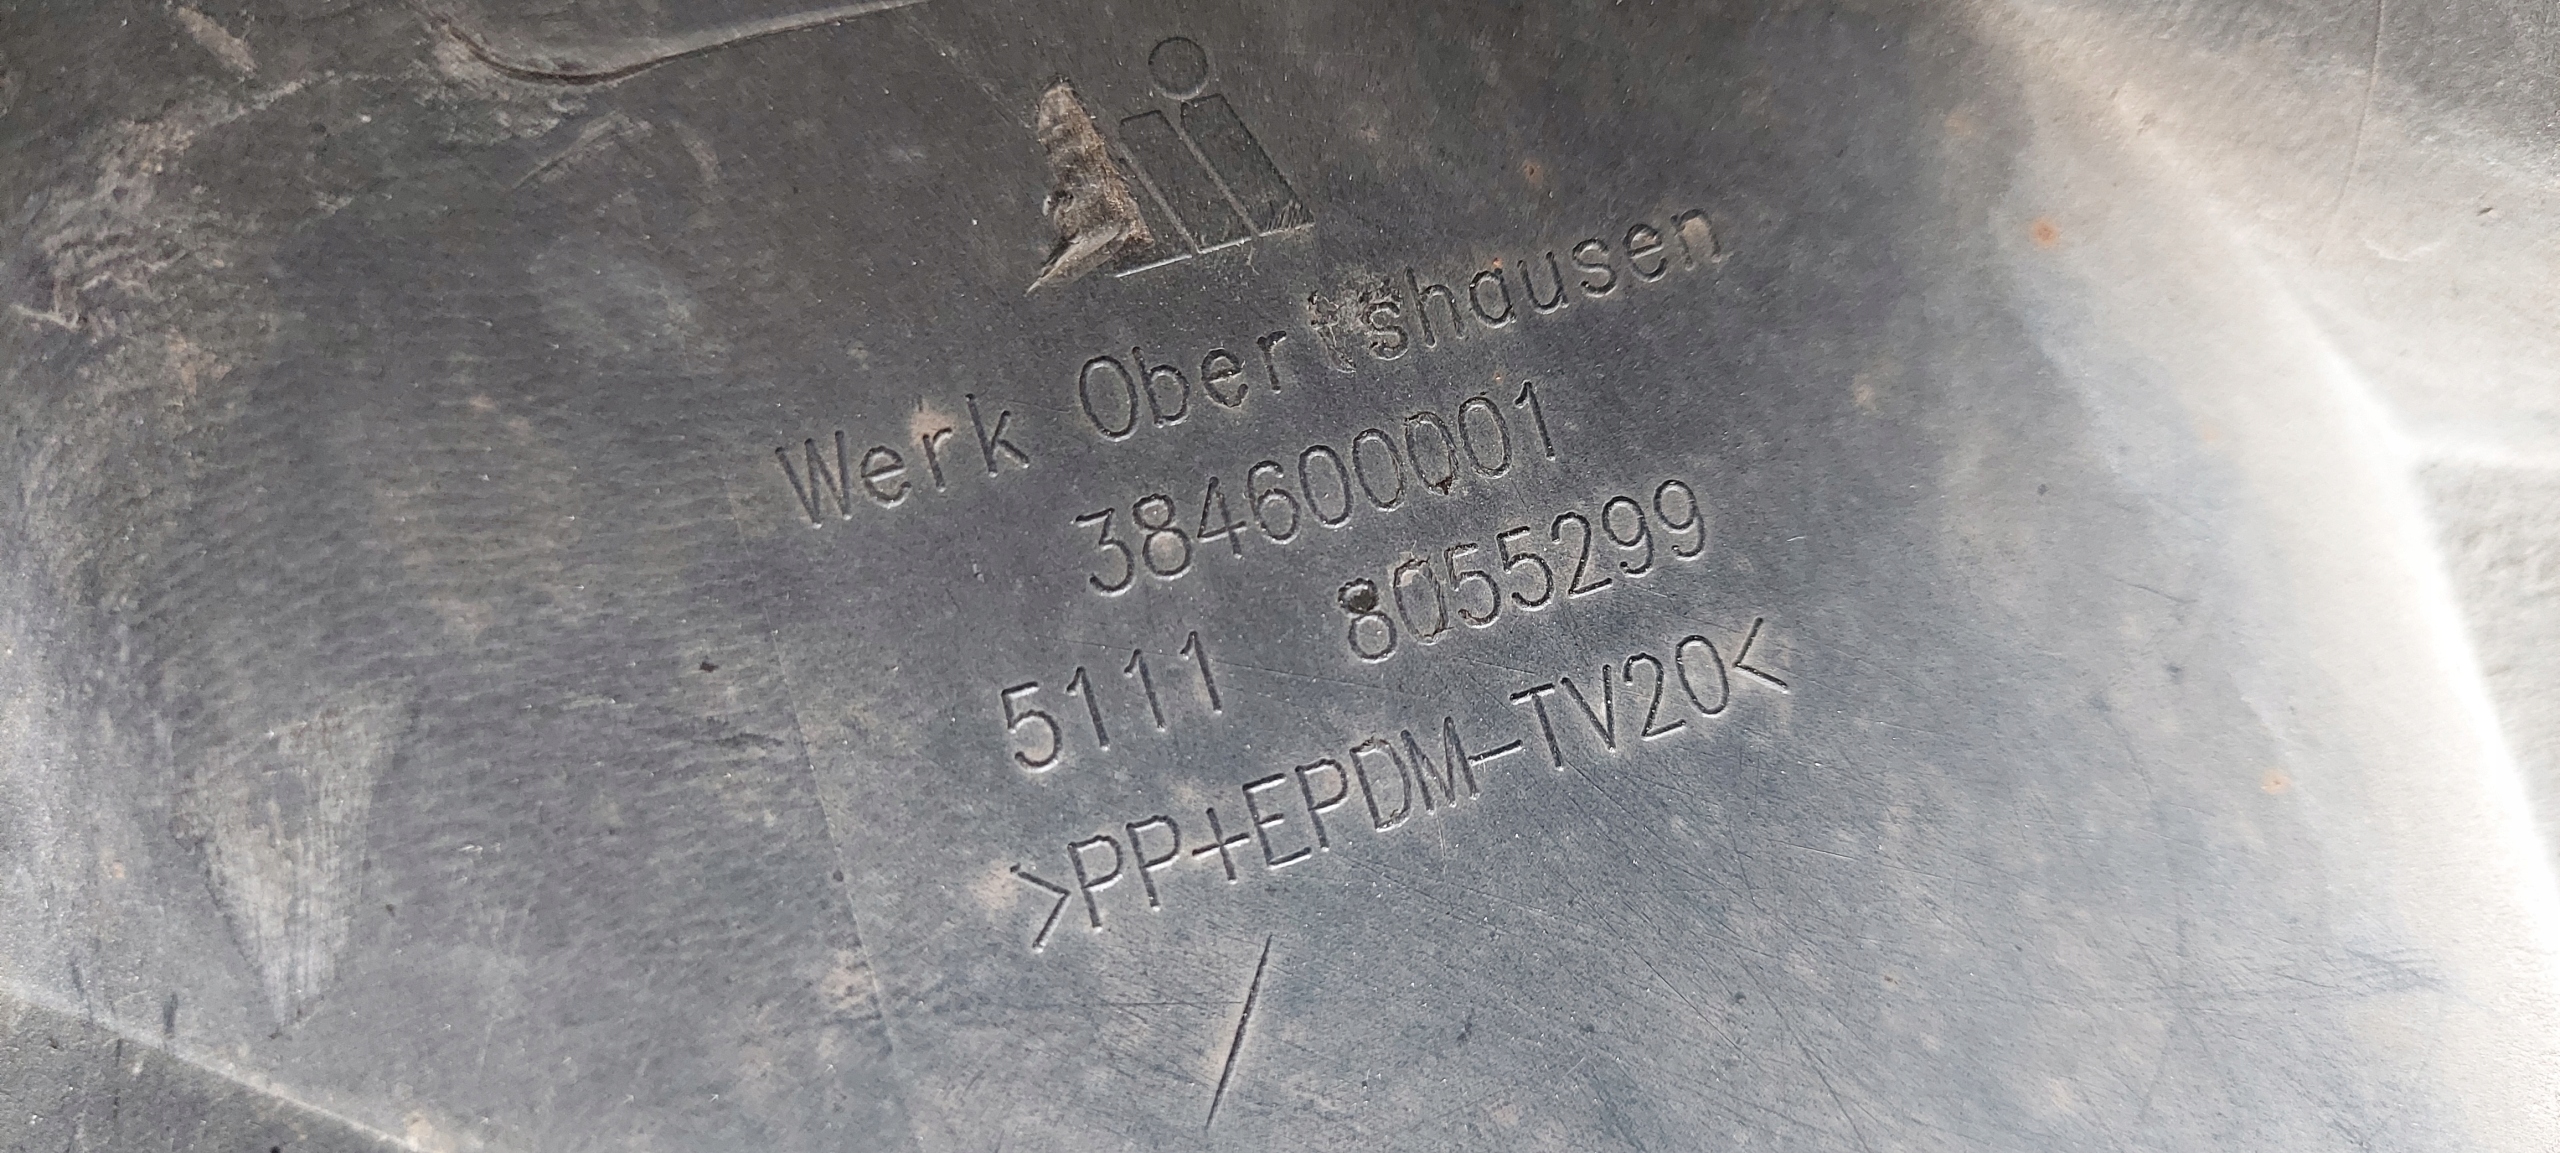 Werk Obertshausen
384600001
5111 8055299
>PP+EPDM-TV20<